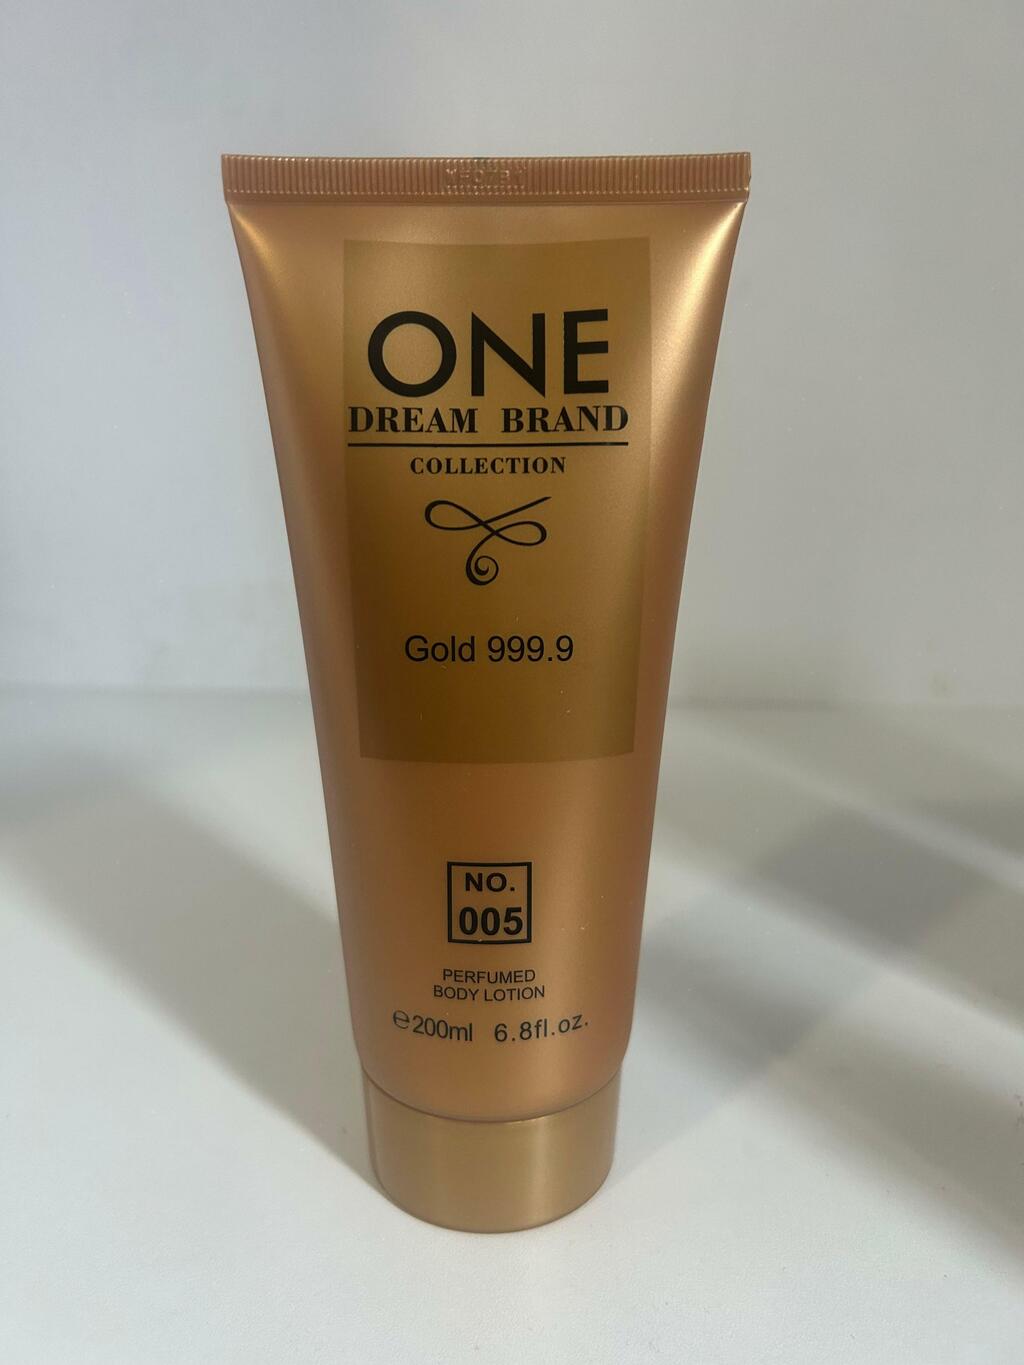 ONE
DREAM BRAND
COLLECTION
Gold 999.9
NO.
005
PERFUMED
BODY LOTION
℮200ml 6.8fl.oz.